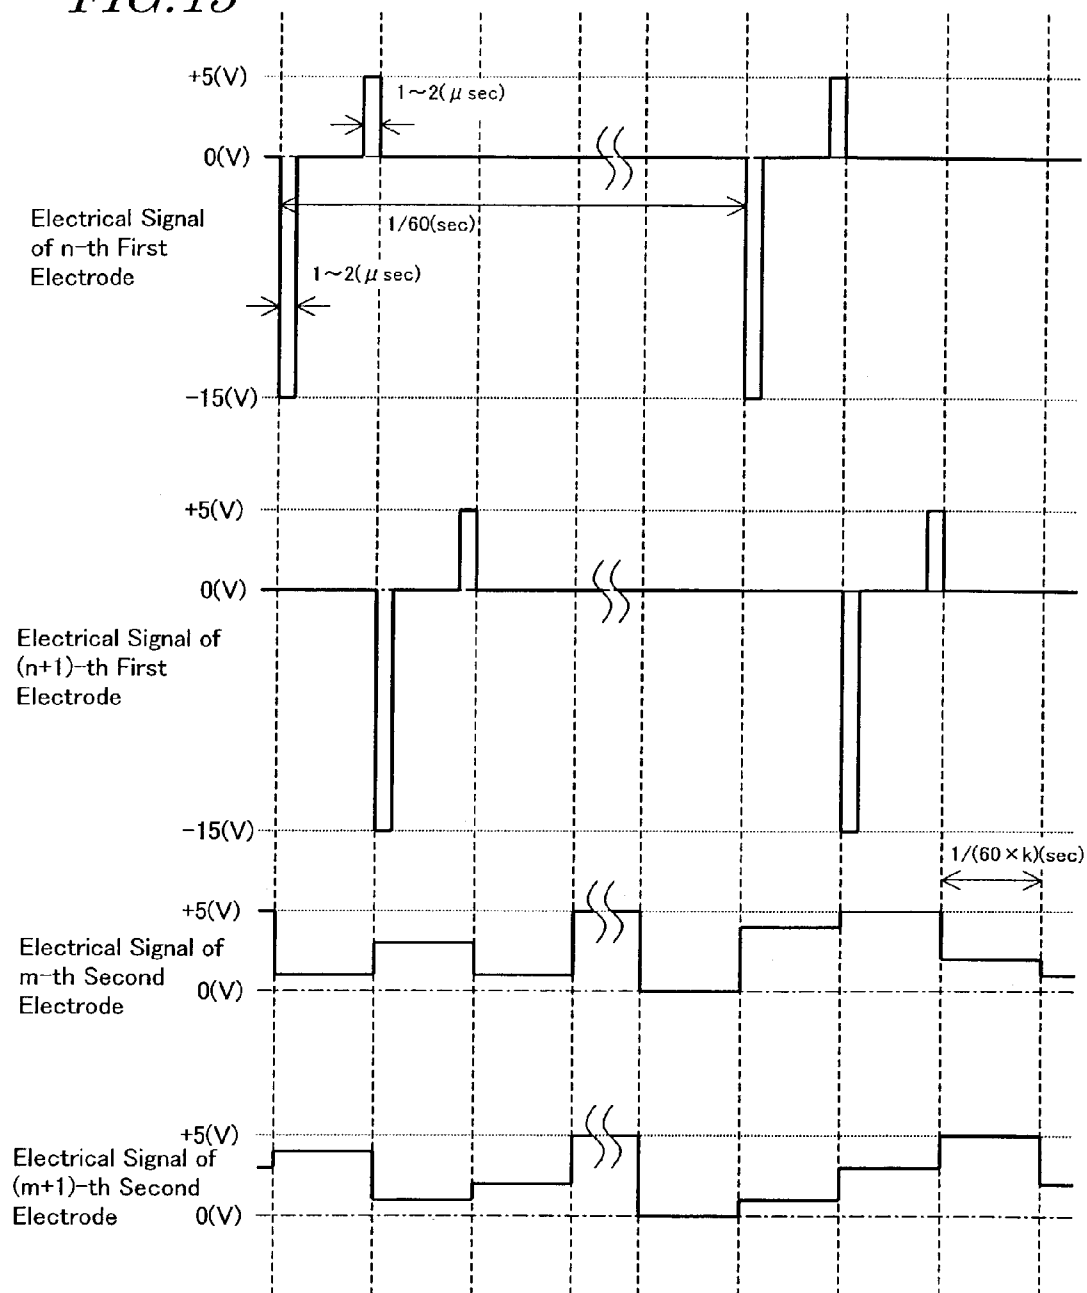 FIG.15
+5(V)
1~2(μ sec)
0(V)
Electrical Signal
of n-th First
Electrode
1/60(sec)
1~2(μ sec)
-15(V)
+5(V)
0(V)
Electrical Signal of
(n+1)-th First
Electrode
-15(V)
1/(60×k)(sec)
+5(V)
Electrical Signal of
m-th Second
Electrode
0(V)
+5(V)
Electrical Signal of
(m+1)-th Second
Electrode
0(V)